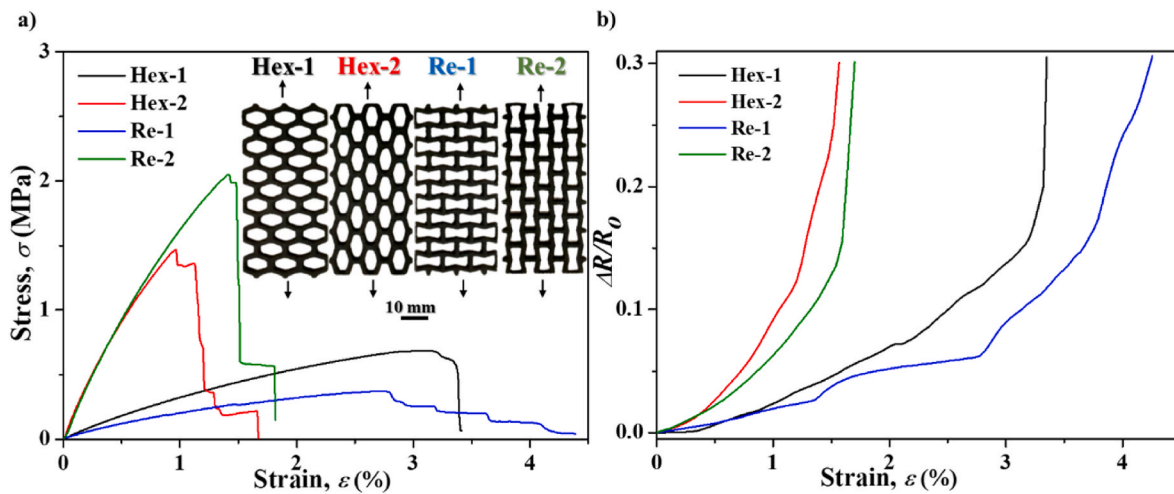 a)
3
2
1
0
Stress, σ (MPa)
Hex-1
Hex-2
Re-1
Re-2
Hex-1 Hex-2 Re-1 Re-2
10 mm
0 1 2 3 4
Strain, ε (%)
b)
0.3
0.2
0.1
0.0
ΔR/Ro
Hex-1
Hex-2
Re-1
Re-2
0 1 2 3 4
Strain, ε (%)